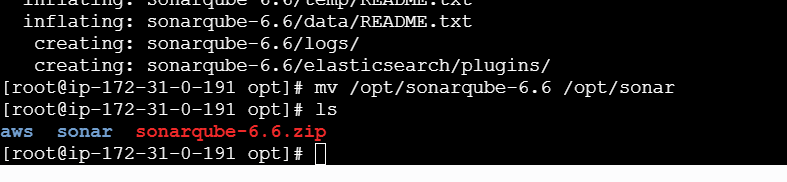 inflating: sonarqube-6.6/temp/README.txt
inflating: sonarqube-6.6/data/README.txt
creating: sonarqube-6.6/logs/
creating: sonarqube-6.6/elasticsearch/plugins/
[root@ip-172-31-0-191 opt]# mv /opt/sonarqube-6.6 /opt/sonar
[root@ip-172-31-0-191 opt]# ls
aws sonar sonarqube-6.6.zip
[root@ip-172-31-0-191 opt]#